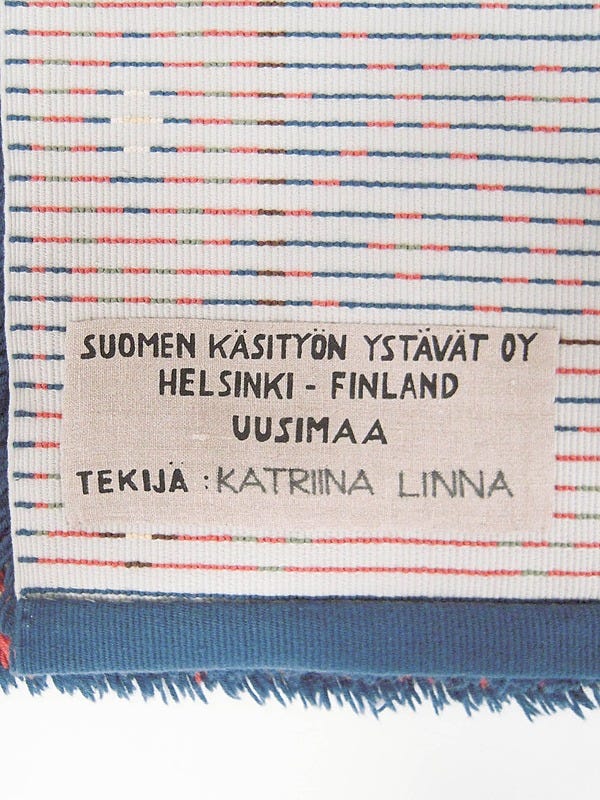 SUOMEN KÄSITYÖN YSTÄVÄT OY
HELSINKI - FINLAND
UUSIMAA
TEKIJÄ : KATRIINA LINNA